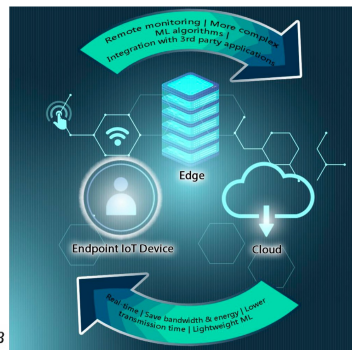 Remote monitoring | More complex
ML algorithms |
Integration with 3rd party applications
Edge
Endpoint IoT Device
Cloud
Real time | Save bandwidth & energy | Lower
transmission time | Lightweight ML